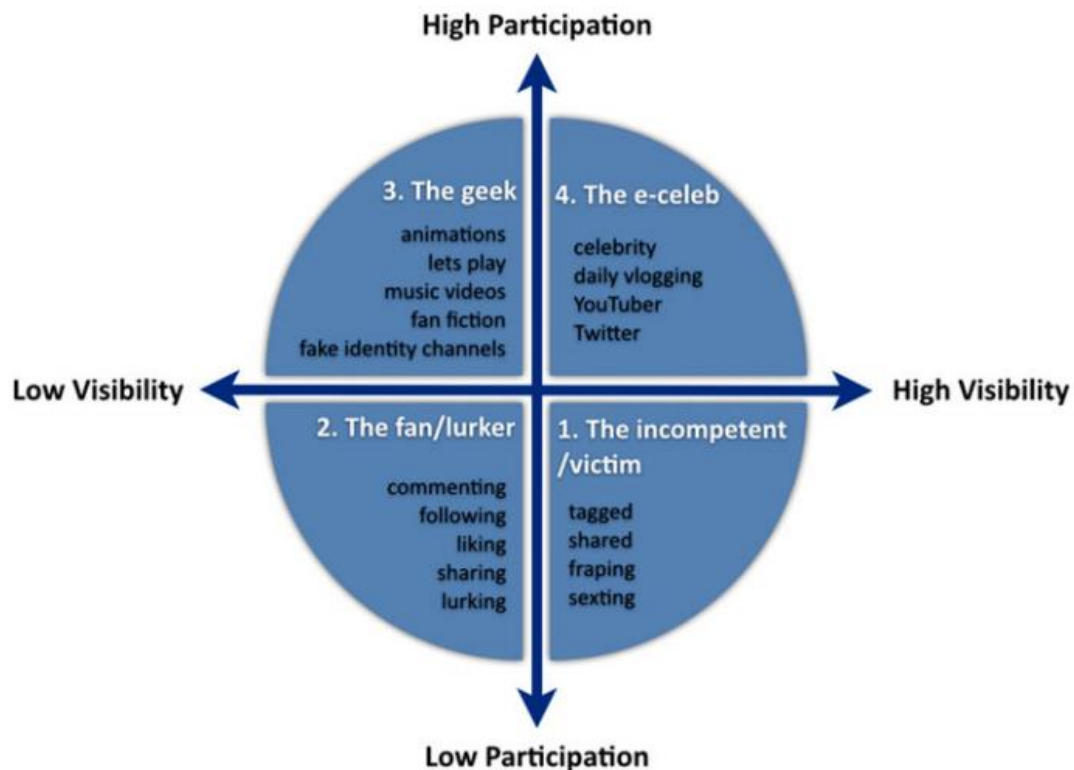 High Participation
3. The geek
animations
lets play
music videos
fan fiction
fake identity channels
4. The e-celeb
celebrity
daily vlogging
YouTuber
Twitter
Low Visibility
High Visibility
2. The fan/lurker
commenting
following
liking
sharing
lurking
1. The incompetent
/victim
tagged
shared
fraping
sexting
Low Participation